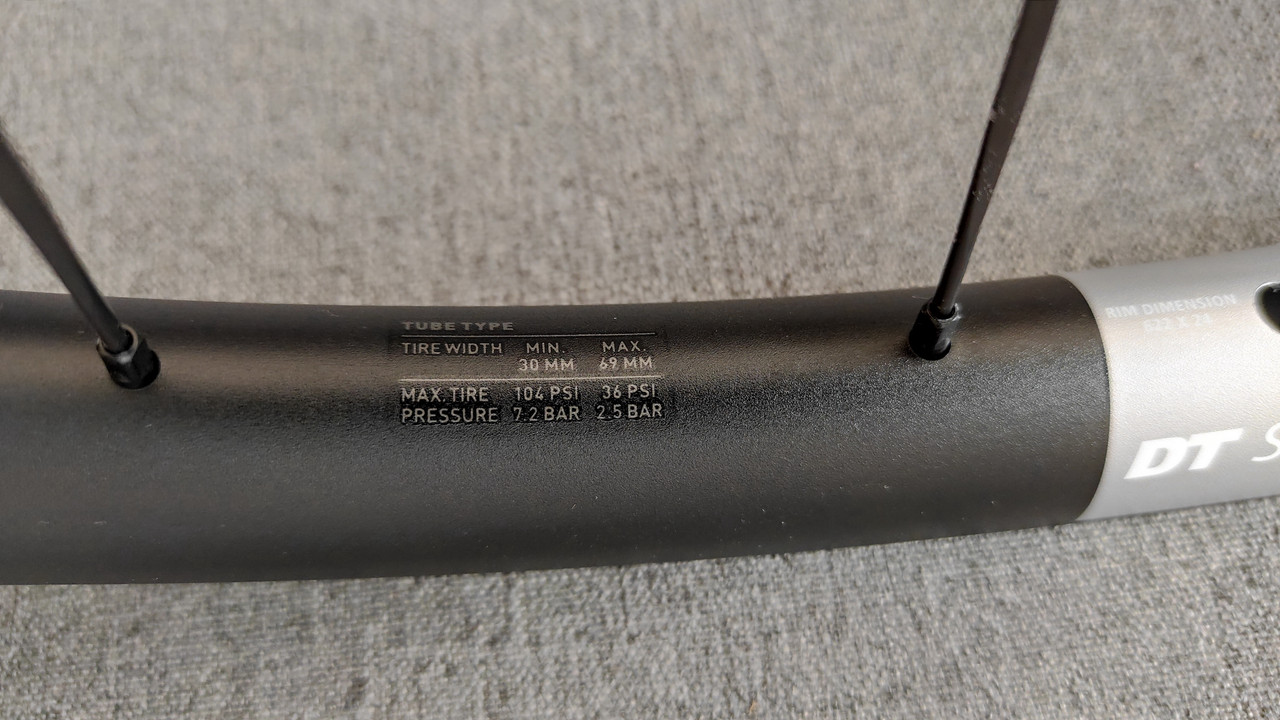 TUBE TYPE
TIRE WIDTH MIN. MAX.
30 MM 69 MM
MAX. TIRE 104 PSI 36 PSI
PRESSURE 7.2 BAR 2.5 BAR
RIM DIMENSION
DT